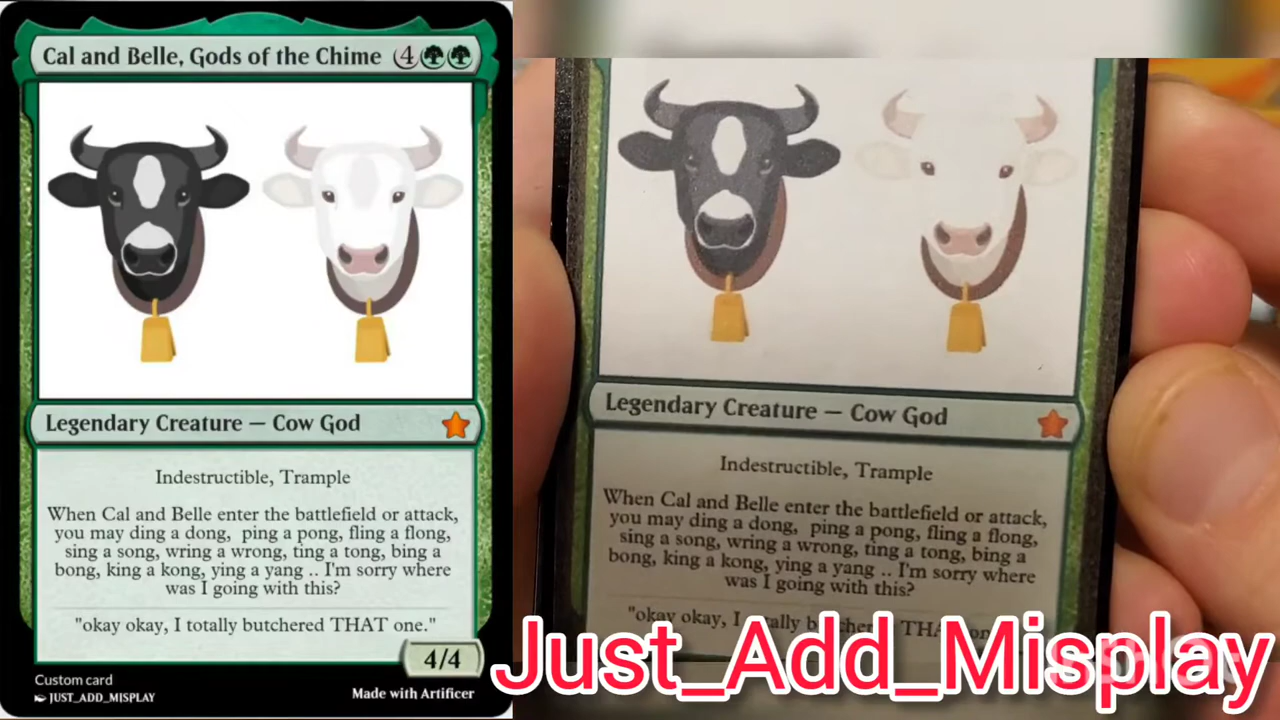 Cal and Belle, Gods of the Chime 4
Legendary Creature — Cow God
Indestructible, Trample
When Cal and Belle enter the battlefield or attack,
you may ding a dong, ping a pong, fling a flong,
sing a song, wring a wrong, ting a tong, bing a
bong, king a kong, ying a yang .. I'm sorry where
was I going with this?
"okay okay, I totally butchered THAT one."
4/4
Custom card
JUST_ADD_MISPLAY
Made with Artificer
Legendary Creature — Cow God
Indestructible, Trample
When Cal and Belle enter the battlefield or attack,
you may ding a dong, ping a pong, fling a flong,
sing a song, wring a wrong, ting a tong, bing a
bong, king a kong, ying a yang .. I'm sorry where
was I going with this?
"okay okay, I
Just_Add_Misplay